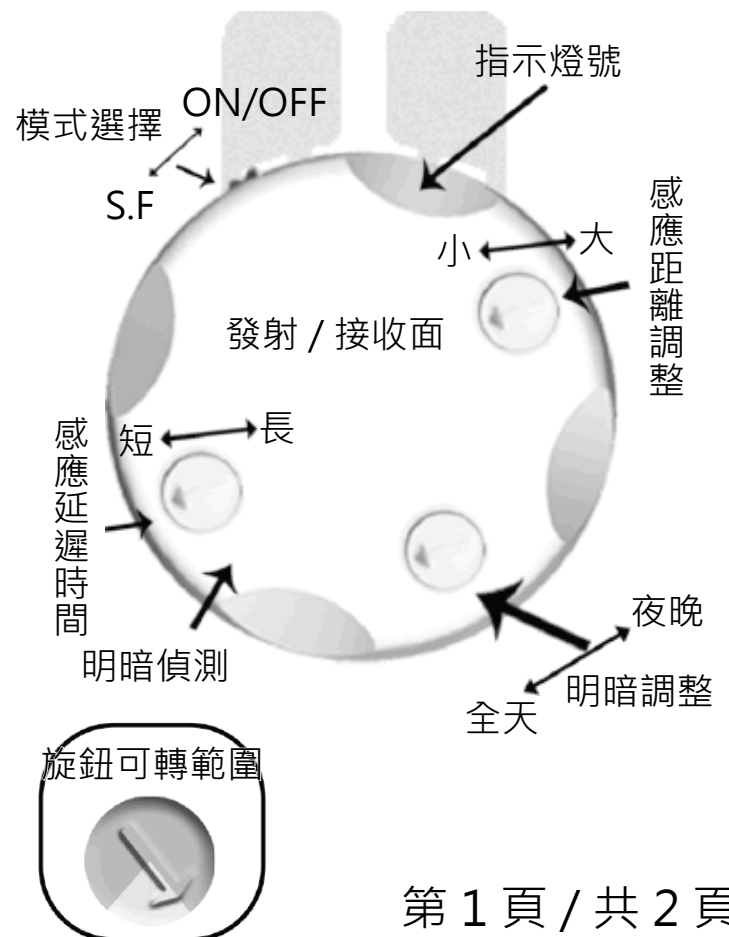 指示燈號
ON/OFF
模式選擇
S.F
感應距離調整
小
大
發射 / 接收面
短
長
感應延遲時間
明暗偵測
夜晚
明暗調整
全天
旋鈕可轉範圍
第 1 頁 / 共 2 頁